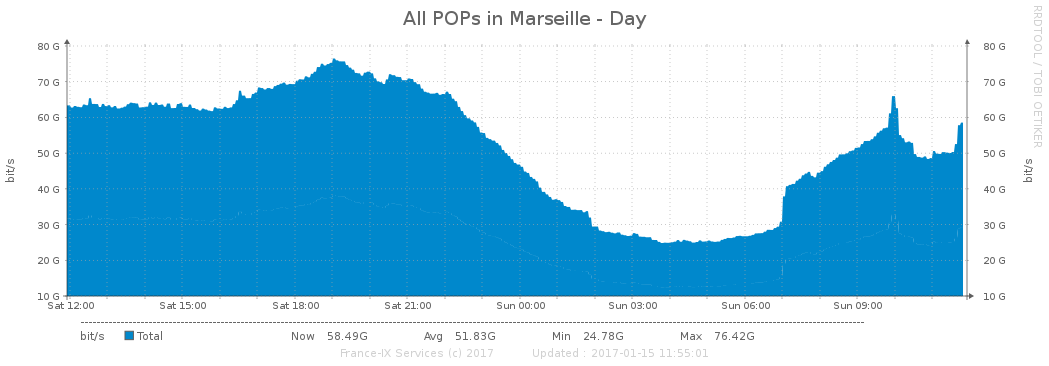 All POPs in Marseille - Day
RRDTOOL / TOBI OETIKER
80 G 80 G
70 G 70 G
60 G 60 G
50 G 50 G
40 G 40 G
30 G 30 G
20 G 20 G
10 G 10 G
bit/s
bit/s
Sat 12:00 Sat 15:00 Sat 18:00 Sat 21:00 Sun 00:00 Sun 03:00 Sun 06:00 Sun 09:00
bit/s Total Now 58.49G Avg 51.83G Min 24.78G Max 76.42G
France-IX Services (c) 2017 Updated : 2017-01-15 11:55:01